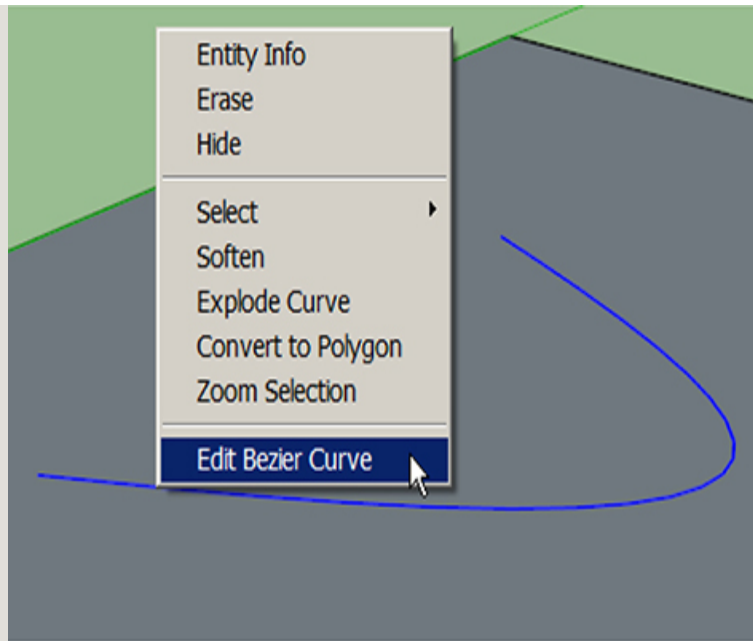 Entity Info
Erase
Hide
Select
Soften
Explode Curve
Convert to Polygon
Zoom Selection
Edit Bezier Curve